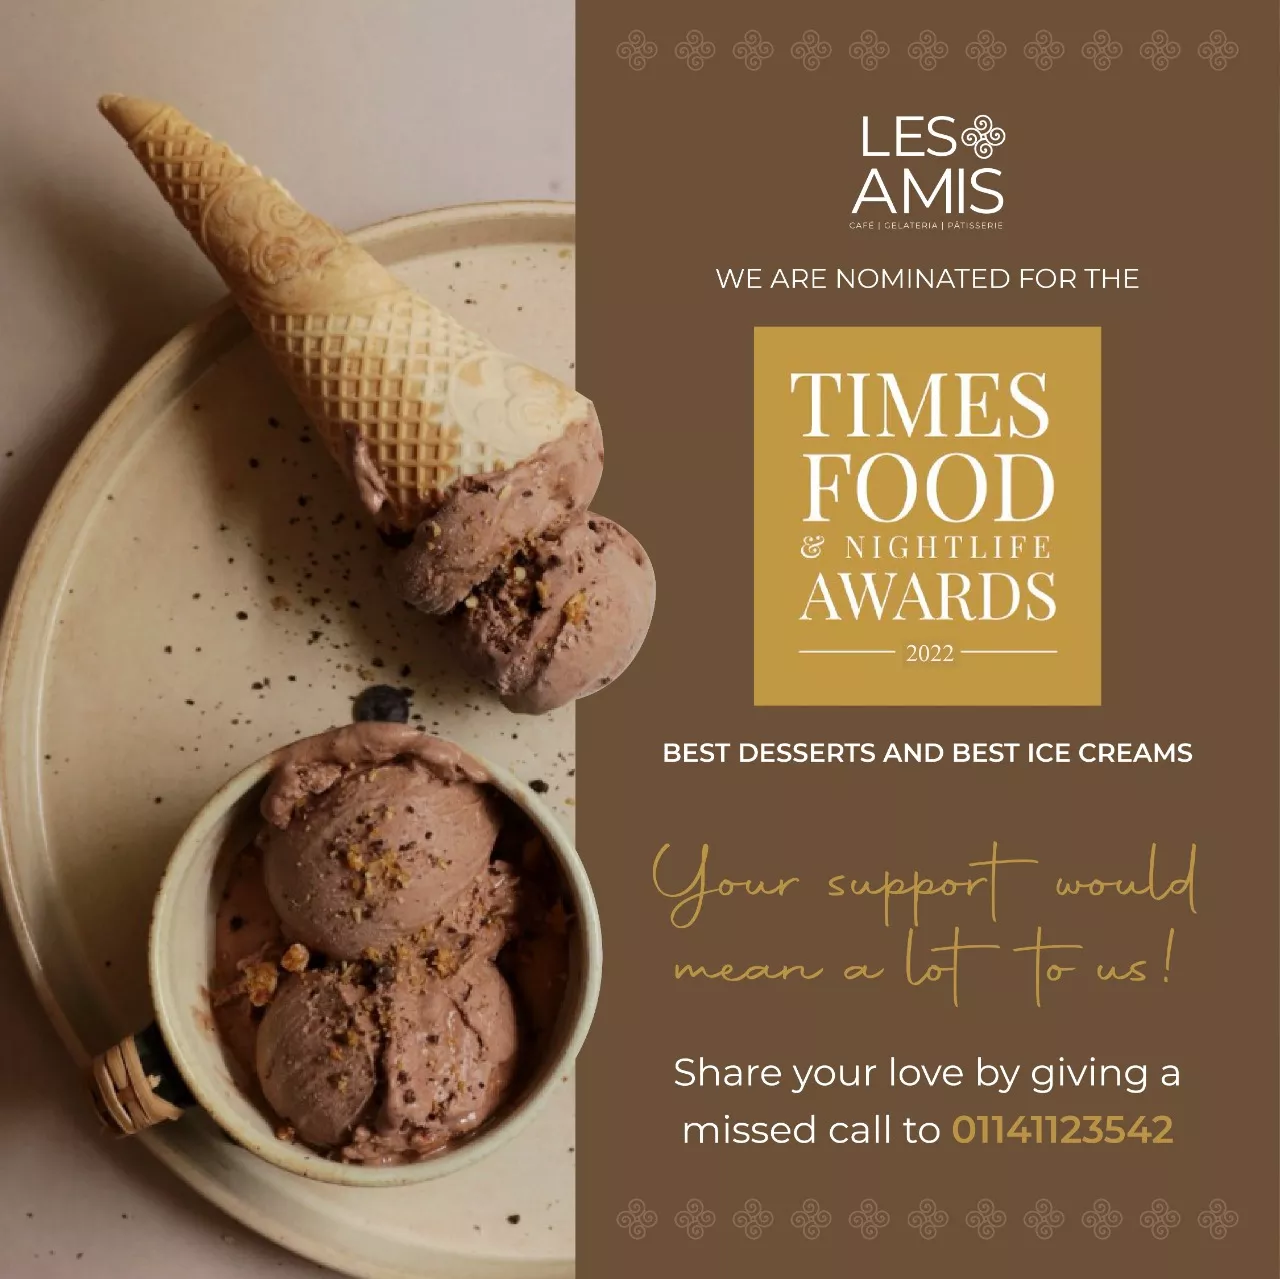 LES
AMIS
CAFÉ | GELATERIA | PÂTISSERIE
WE ARE NOMINATED FOR THE
TIMES
FOOD
& NIGHTLIFE
AWARDS
2022
BEST DESSERTS AND BEST ICE CREAMS
Your support would
mean a lot to us!
Share your love by giving a
missed call to 01141123542